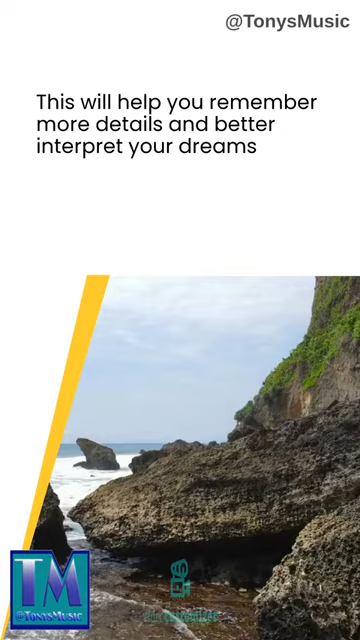 @TonysMusic
This will help you remember
more details and better
interpret your dreams
TM
@TonysMusic